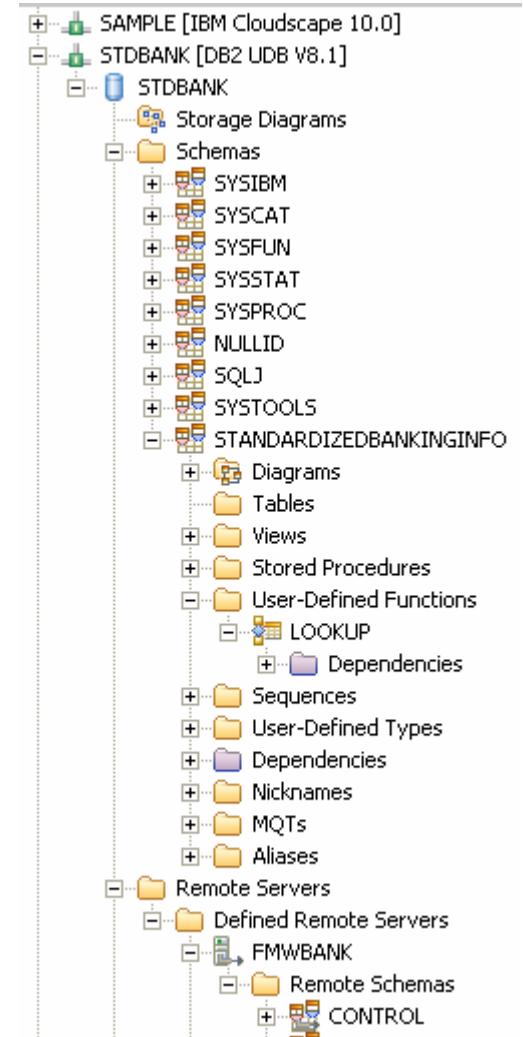 SAMPLE [IBM Cloudscape 10.0]
STDBANK [DB2 UDB V8.1]
STDBANK
Storage Diagrams
Schemas
SYSIBM
SYSCAT
SYSFUN
SYSSTAT
SYSPROC
NULLID
SQLJ
SYSTOOLS
STANDARDIZEDBANKINGINFO
Diagrams
Tables
Views
Stored Procedures
User-Defined Functions
LOOKUP
Dependencies
Sequences
User-Defined Types
Dependencies
Nicknames
MQTs
Aliases
Remote Servers
Defined Remote Servers
FMWBANK
Remote Schemas
CONTROL